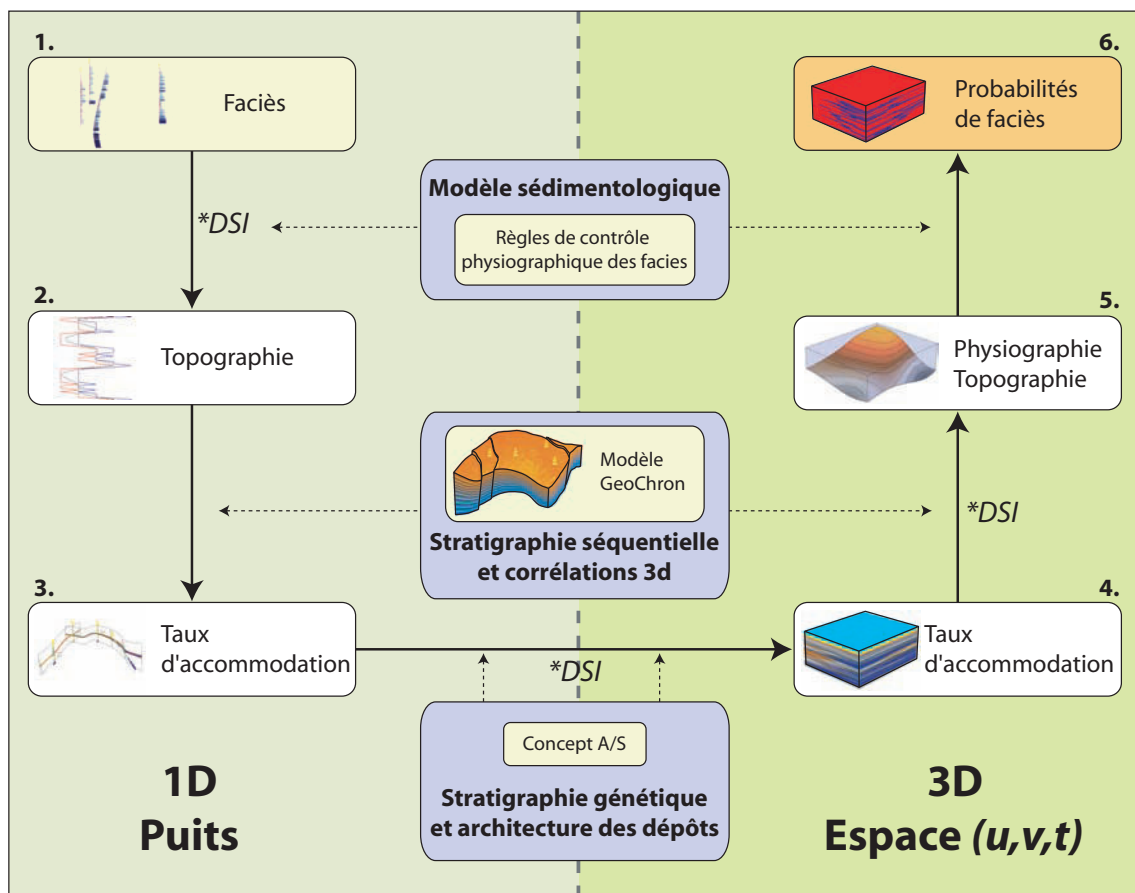 1.
Faciès
*DSI
2.
Topographie
3.
Taux
d'accommodation
1D
Puits
Modèle sédimentologique
Règles de contrôle
physiographique des facies
Modèle
GeoChron
Stratigraphie séquentielle
et corrélations 3d
*DSI
Concept A/S
Stratigraphie génétique
et architecture des dépôts
6.
Probabilités
de faciès
5.
Physiographie
Topographie
*DSI
4.
Taux
d'accommodation
3D
Espace (u,v,t)